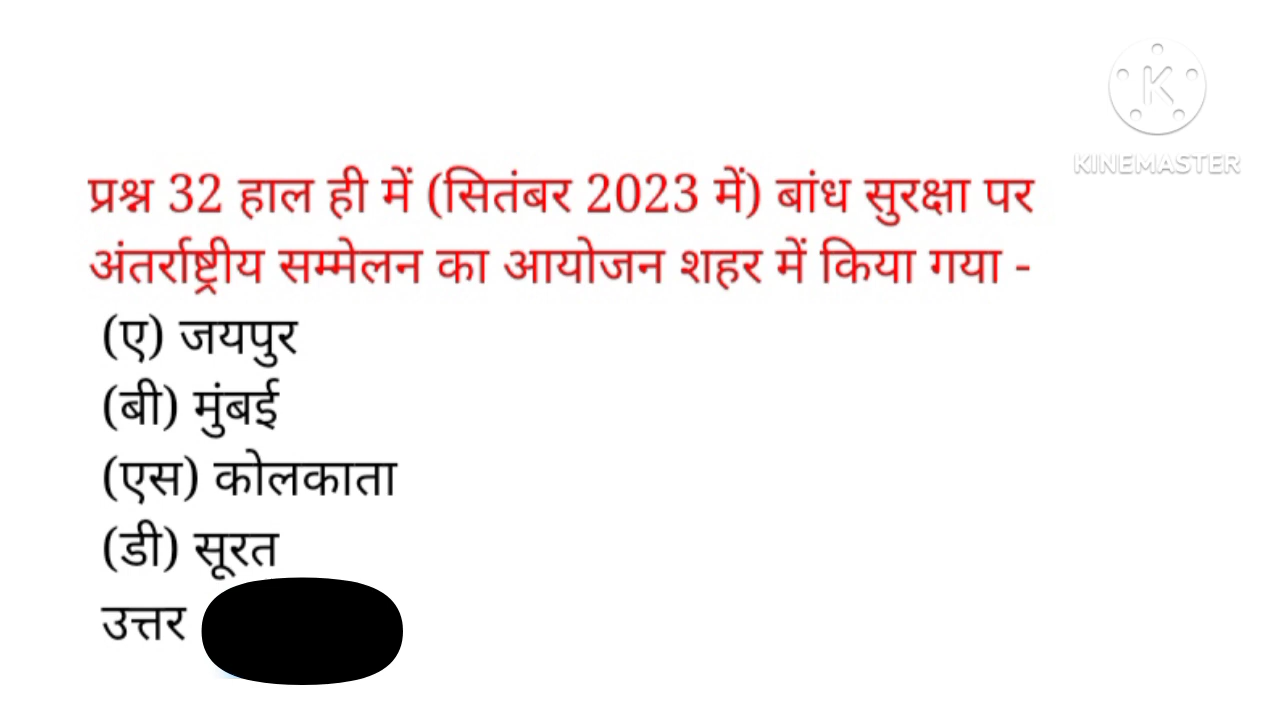 KINEMASTER
प्रश्न 32 हाल ही में (सितंबर 2023 में) बांध सुरक्षा पर
अंतर्राष्ट्रीय सम्मेलन का आयोजन शहर में किया गया -
(ए) जयपुर
(बी) मुंबई
(एस) कोलकाता
(डी) सूरत
उत्तर